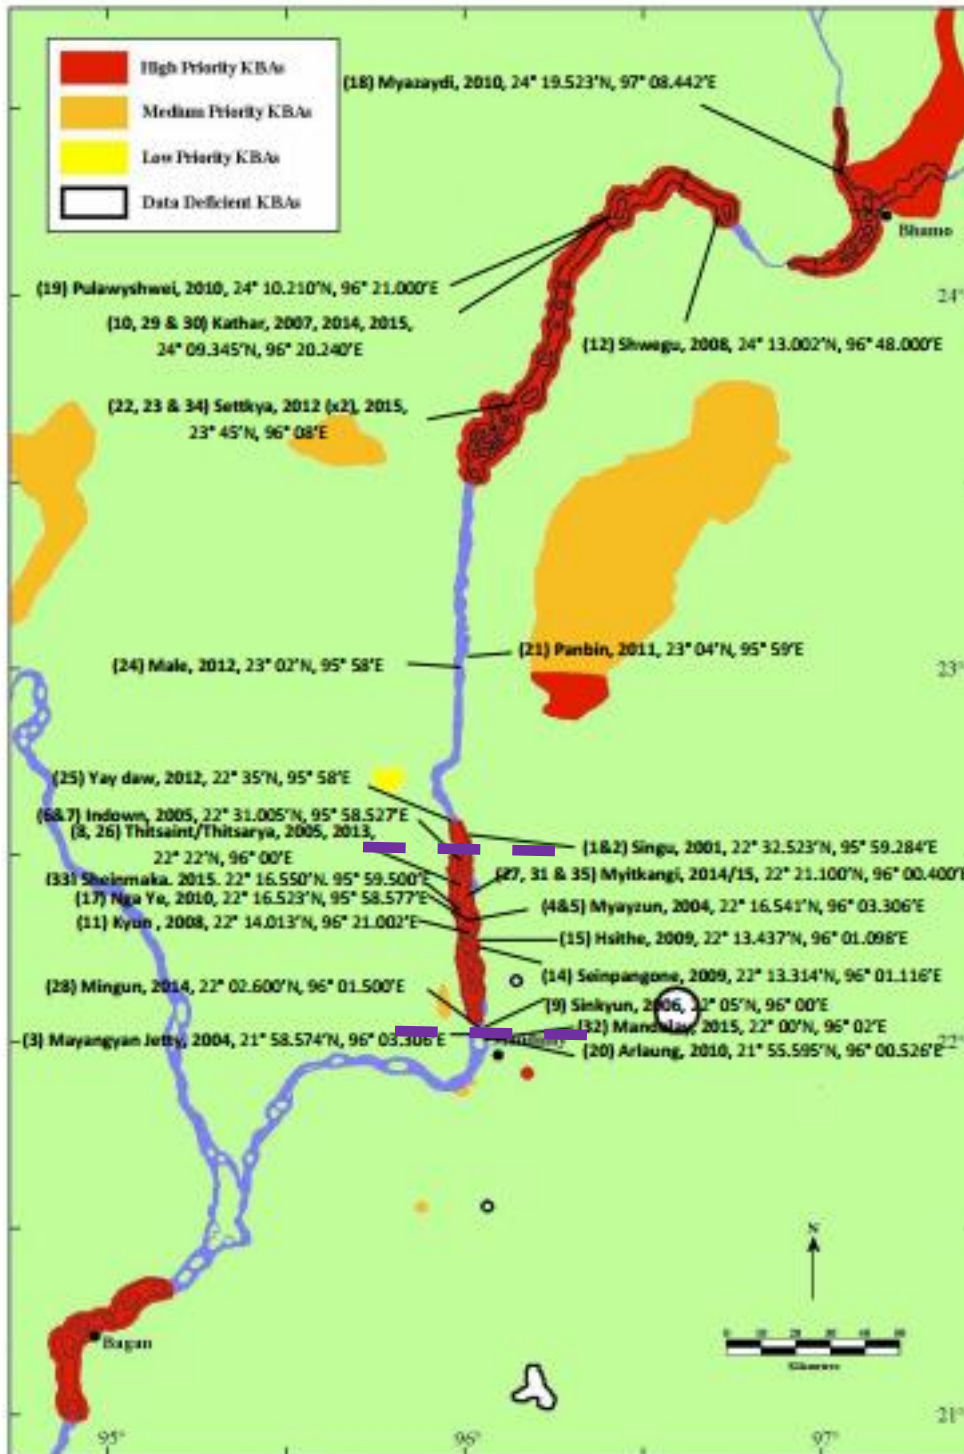 High Priority KBAs
Medium Priority KBAs
Low Priority KBAs
Data Deficient KBAs
(18) Myazaydi, 2010, 24° 19.523'N, 97° 08.442'E
Bhamo
(19) Pulawyshwei, 2010, 24° 10.210'N, 96° 21.000'E
24°
(10, 29 & 30) Kathar, 2007, 2014, 2015,
24° 09.345'N, 96° 20.240'E
(12) Shwegu, 2008, 24° 13.002'N, 96° 48.000'E
(22, 23 & 34) Settkya, 2012 (x2), 2015,
23° 45'N, 96° 08'E
(21) Panbin, 2011, 23° 04'N, 95° 59'E
(24) Male, 2012, 23° 02'N, 95° 58'E
23°
(25) Yay daw, 2012, 22° 35'N, 95° 58'E
(6&7) Indown, 2005, 22° 31.005'N, 95° 58.527'E
(8, 26) Thitsaint/Thitsarya, 2005, 2013,
22° 22'N, 96° 00'E
(1&2) Singu, 2001, 22° 32.523'N, 95° 59.284'E
(33) Sheinmaka. 2015. 22° 16.550'N. 95° 59.500'E
(27, 31 & 35) Myitkangi, 2014/15, 22° 21.100'N, 96° 00.400'E
(17) Nga Ye, 2010, 22° 16.523'N, 95° 58.577'E
(4&5) Myayzun, 2004, 22° 16.541'N, 96° 03.306'E
(11) Kyun , 2008, 22° 14.013'N, 96° 21.002'E
(15) Hsithe, 2009, 22° 13.437'N, 96° 01.098'E
(14) Seinpangone, 2009, 22° 13.314'N, 96° 01.116'E
(28) Mingun, 2014, 22° 02.600'N, 96° 01.500'E
(9) Sinkyun, 2006, 22° 05'N, 96° 00'E
(32) Mandalay, 2015, 22° 00'N, 96° 02'E
(3) Mayangyan Jetty, 2004, 21° 58.574'N, 96° 03.306'E
22°
(20) Arlaung, 2010, 21° 55.595'N, 96° 00.526'E
N
Bagan
0 10 20 30 40
Kilometers
21°
95° 96° 97°